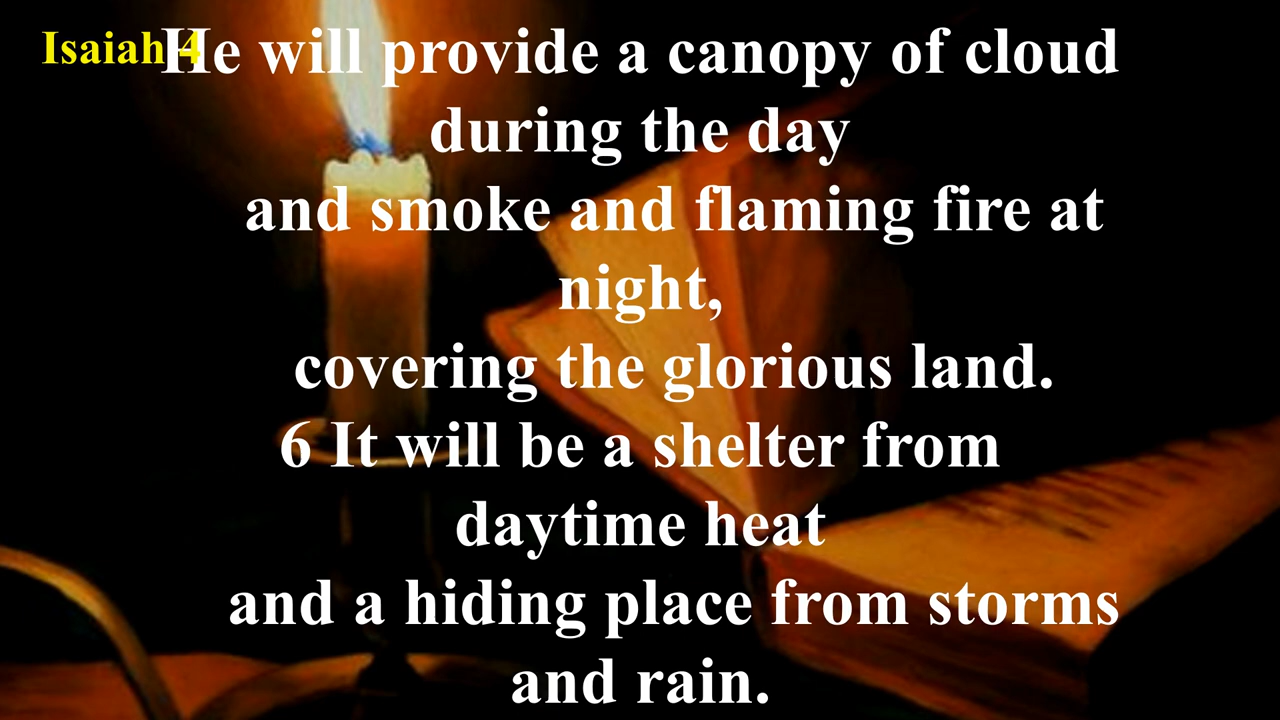 Isaiah 4
He will provide a canopy of cloud
during the day
and smoke and flaming fire at
night,
covering the glorious land.
6 It will be a shelter from
daytime heat
and a hiding place from storms
and rain.